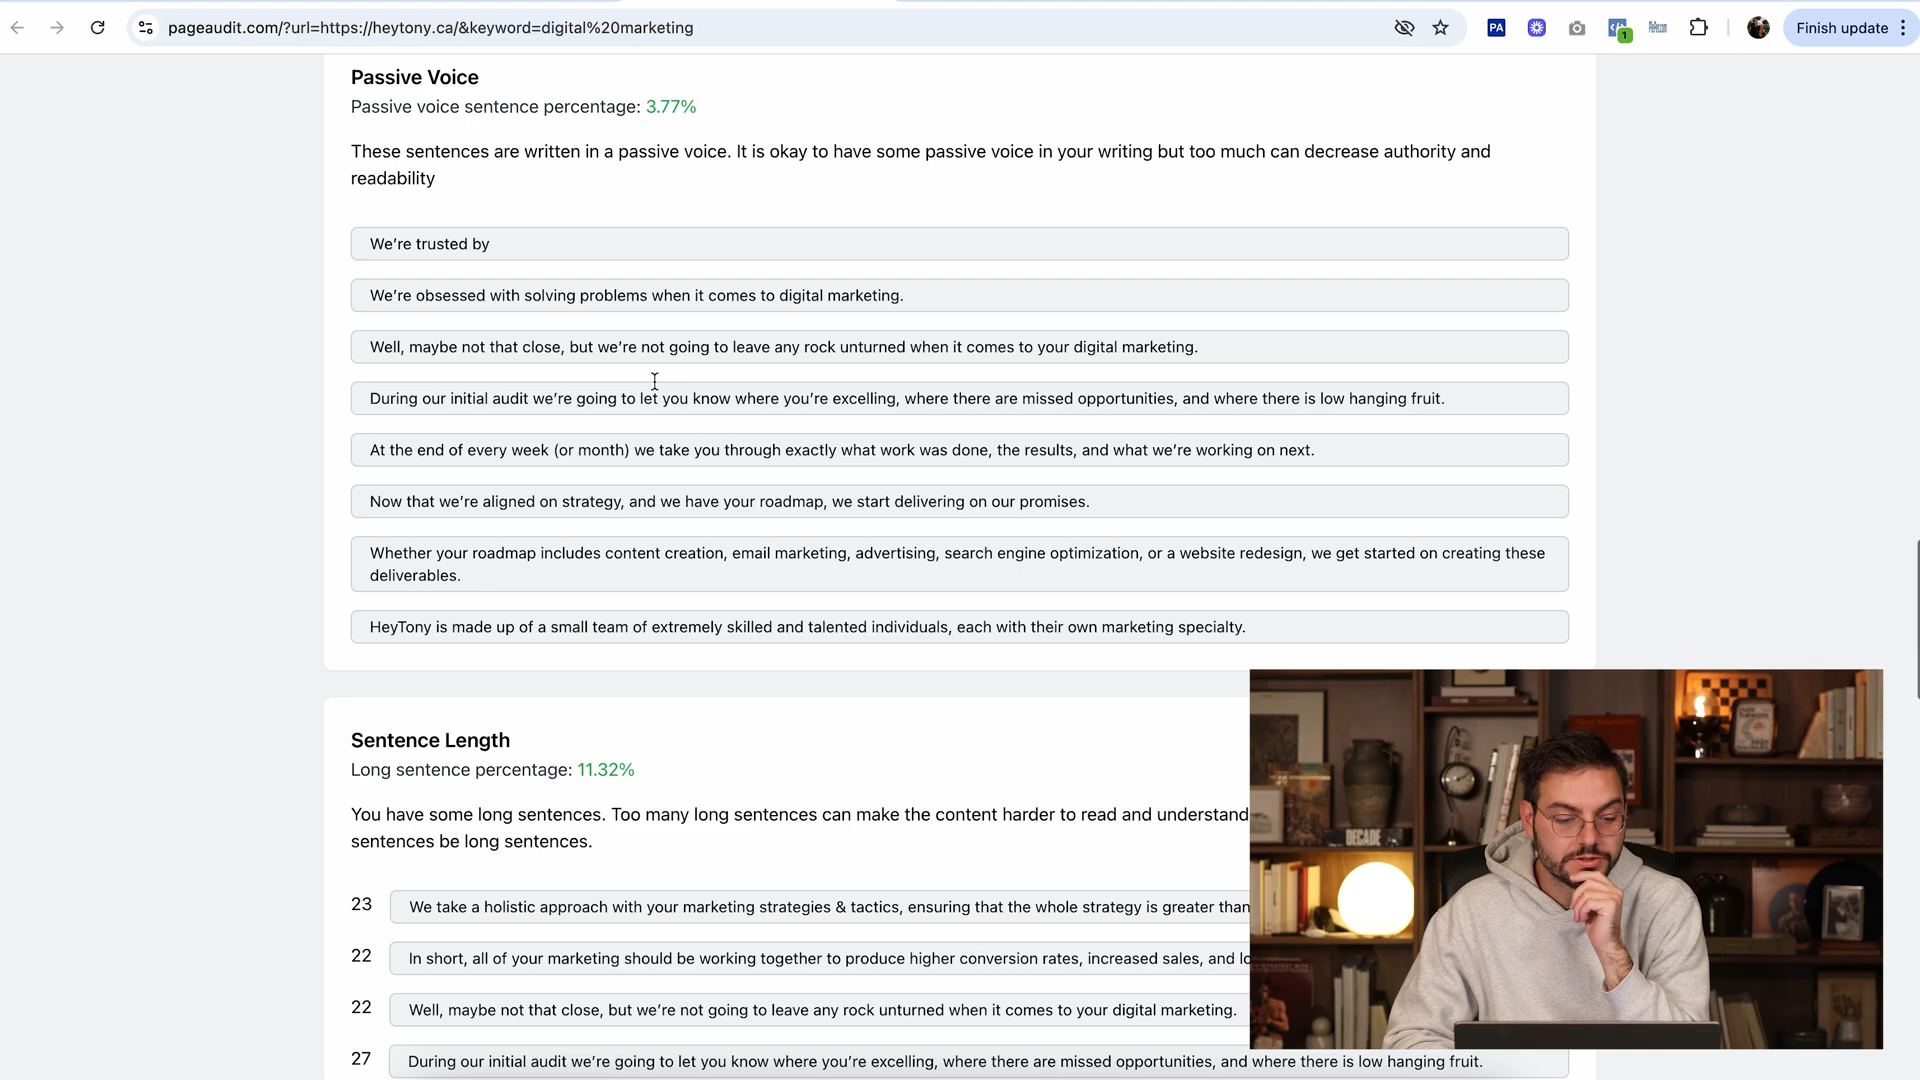 pageaudit.com/?url=https://heytony.ca/&keyword=digital%20marketing
PA
1
Finish update
Passive Voice
Passive voice sentence percentage: 3.77%
These sentences are written in a passive voice. It is okay to have some passive voice in your writing but too much can decrease authority and
readability
We’re trusted by
We’re obsessed with solving problems when it comes to digital marketing.
Well, maybe not that close, but we’re not going to leave any rock unturned when it comes to your digital marketing.
During our initial audit we’re going to let you know where you’re excelling, where there are missed opportunities, and where there is low hanging fruit.
At the end of every week (or month) we take you through exactly what work was done, the results, and what we’re working on next.
Now that we’re aligned on strategy, and we have your roadmap, we start delivering on our promises.
Whether your roadmap includes content creation, email marketing, advertising, search engine optimization, or a website redesign, we get started on creating these
deliverables.
HeyTony is made up of a small team of extremely skilled and talented individuals, each with their own marketing specialty.
Sentence Length
Long sentence percentage: 11.32%
You have some long sentences. Too many long sentences can make the content harder to read and understand
sentences be long sentences.
23 We take a holistic approach with your marketing strategies & tactics, ensuring that the whole strategy is greater than
22 In short, all of your marketing should be working together to produce higher conversion rates, increased sales, and
22 Well, maybe not that close, but we’re not going to leave any rock unturned when it comes to your digital marketing.
27 During our initial audit we’re going to let you know where you’re excelling, where there are missed opportunities, and where there is low hanging fruit.
DECADE